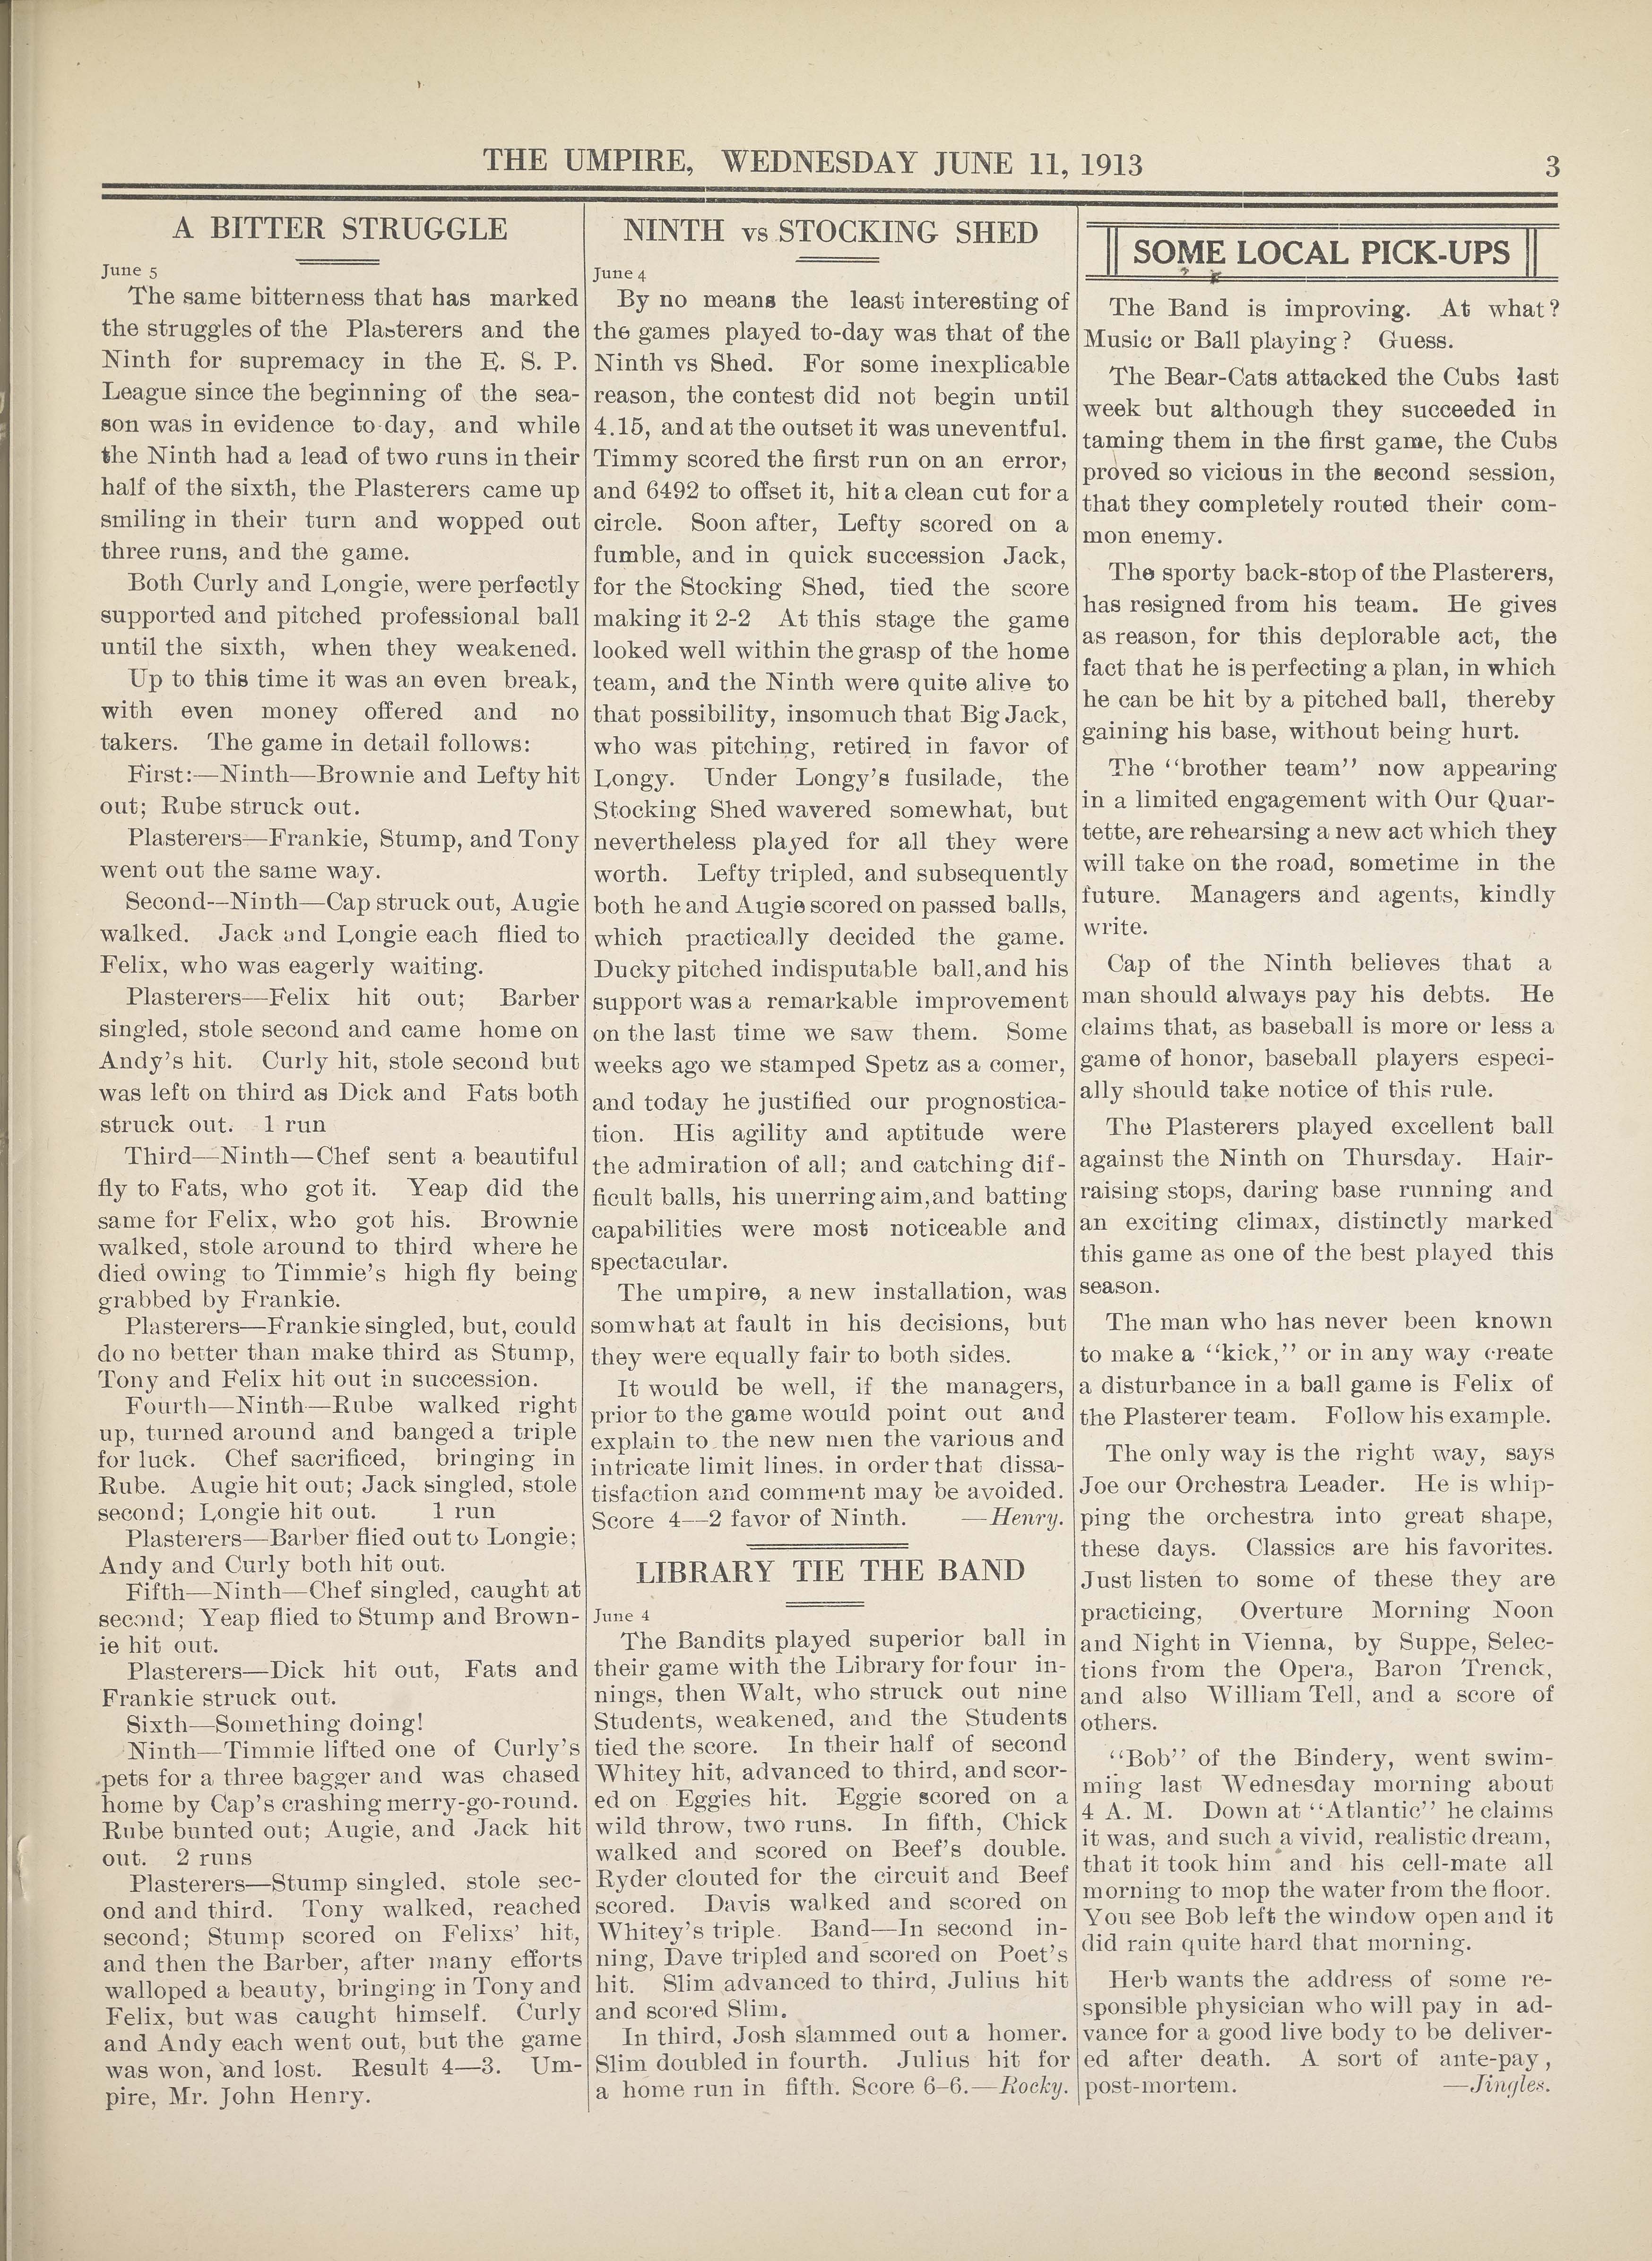 THE UMPIRE, WEDNESDAY JUNE 11, 1913
3
A BITTER STRUGGLE
June 5
The same bitterness that has marked
the struggles of the Plasterers and the
Ninth for supremacy in the E. S. P.
League since the beginning of the sea-
son was in evidence to-day, and while
the Ninth had a lead of two runs in their
half of the sixth, the Plasterers came up
smiling in their turn and wopped out
three runs, and the game.
Both Curly and Longie, were perfectly
supported and pitched professional ball
until the sixth, when they weakened.
Up to this time it was an even break,
with even money offered and no
takers. The game in detail follows:
First:—Ninth—Brownie and Lefty hit
out; Rube struck out.
Plasterers—Frankie, Stump, and Tony
went out the same way.
Second--Ninth—Cap struck out, Augie
walked. Jack and Longie each flied to
Felix, who was eagerly waiting.
Plasterers—Felix hit out; Barber
singled, stole second and came home on
Andy's hit. Curly hit, stole second but
was left on third as Dick and Fats both
struck out. 1 run
Third—Ninth—Chef sent a beautiful
fly to Fats, who got it. Yeap did the
same for Felix, who got his. Brownie
walked, stole around to third where he
died owing to Timmie's high fly being
grabbed by Frankie.
Plasterers—Frankie singled, but, could
do no better than make third as Stump,
Tony and Felix hit out in succession.
Fourth—Ninth—Rube walked right
up, turned around and banged a triple
for luck. Chef sacrificed, bringing in
Rube. Augie hit out; Jack singled, stole
second; Longie hit out. 1 run
Plasterers—Barber flied out to Longie;
Andy and Curly both hit out.
Fifth—Ninth—Chef singled, caught at
second; Yeap flied to Stump and Brown-
ie hit out.
Plasterers—Dick hit out, Fats and
Frankie struck out.
Sixth—Something doing!
Ninth—Timmie lifted one of Curly's
pets for a three bagger and was chased
home by Cap's crashing merry-go-round.
Rube bunted out; Augie, and Jack hit
out. 2 runs
Plasterers—Stump singled, stole sec-
ond and third. Tony walked, reached
second; Stump scored on Felixs' hit,
and then the Barber, after many efforts
walloped a beauty, bringing in Tony and
Felix, but was caught himself. Curly
and Andy each went out, but the game
was won, and lost. Result 4—3. Um-
pire, Mr. John Henry.
NINTH vs STOCKING SHED
June 4
By no means the least interesting of
the games played to-day was that of the
Ninth vs Shed. For some inexplicable
reason, the contest did not begin until
4.15, and at the outset it was uneventful.
Timmy scored the first run on an error,
and 6492 to offset it, hit a clean cut for a
circle. Soon after, Lefty scored on a
fumble, and in quick succession Jack,
for the Stocking Shed, tied the score
making it 2-2 At this stage the game
looked well within the grasp of the home
team, and the Ninth were quite alive to
that possibility, insomuch that Big Jack,
who was pitching, retired in favor of
Longy. Under Longy's fusilade, the
Stocking Shed wavered somewhat, but
nevertheless played for all they were
worth. Lefty tripled, and subsequently
both he and Augie scored on passed balls,
which practically decided the game.
Ducky pitched indisputable ball, and his
support was a remarkable improvement
on the last time we saw them. Some
weeks ago we stamped Spetz as a comer,
and today he justified our prognostica-
tion. His agility and aptitude were
the admiration of all; and catching dif-
ficult balls, his unerring aim, and batting
capabilities were most noticeable and
spectacular.
The umpire, a new installation, was
somwhat at fault in his decisions, but
they were equally fair to both sides.
It would be well, if the managers,
prior to the game would point out and
explain to the new men the various and
intricate limit lines. in order that dissa-
tisfaction and comment may be avoided.
Score 4—2 favor of Ninth. —Henry.
LIBRARY TIE THE BAND
June 4
The Bandits played superior ball in
their game with the Library for four in-
nings, then Walt, who struck out nine
Students, weakened, and the Students
tied the score. In their half of second
Whitey hit, advanced to third, and scor-
ed on Eggies hit. Eggie scored on a
wild throw, two runs. In fifth, Chick
walked and scored on Beef's double.
Ryder clouted for the circuit and Beef
scored. Davis walked and scored on
Whitey's triple. Band—In second in-
ning, Dave tripled and scored on Poet's
hit. Slim advanced to third, Julius hit
and scored Slim.
In third, Josh slammed out a homer.
Slim doubled in fourth. Julius hit for
a home run in fifth. Score 6-6.—Rocky.
SOME LOCAL PICK-UPS
The Band is improving. At what?
Music or Ball playing? Guess.
The Bear-Cats attacked the Cubs last
week but although they succeeded in
taming them in the first game, the Cubs
proved so vicious in the second session,
that they completely routed their com-
mon enemy.
The sporty back-stop of the Plasterers,
has resigned from his team. He gives
as reason, for this deplorable act, the
fact that he is perfecting a plan, in which
he can be hit by a pitched ball, thereby
gaining his base, without being hurt.
The "brother team" now appearing
in a limited engagement with Our Quar-
tette, are rehearsing a new act which they
will take on the road, sometime in the
future. Managers and agents, kindly
write.
Cap of the Ninth believes that a
man should always pay his debts. He
claims that, as baseball is more or less a
game of honor, baseball players especi-
ally should take notice of this rule.
The Plasterers played excellent ball
against the Ninth on Thursday. Hair-
raising stops, daring base running and
an exciting climax, distinctly marked
this game as one of the best played this
season.
The man who has never been known
to make a "kick," or in any way create
a disturbance in a ball game is Felix of
the Plasterer team. Follow his example.
The only way is the right way, says
Joe our Orchestra Leader. He is whip-
ping the orchestra into great shape,
these days. Classics are his favorites.
Just listen to some of these they are
practicing, Overture Morning Noon
and Night in Vienna, by Suppe, Selec-
tions from the Opera, Baron Trenck,
and also William Tell, and a score of
others.
"Bob" of the Bindery, went swim-
ming last Wednesday morning about
4 A. M. Down at "Atlantic" he claims
it was, and such a vivid, realistic dream,
that it took him and his cell-mate all
morning to mop the water from the floor.
You see Bob left the window open and it
did rain quite hard that morning.
Herb wants the address of some re-
sponsible physician who will pay in ad-
vance for a good live body to be deliver-
ed after death. A sort of ante-pay,
post-mortem. —Jingles.